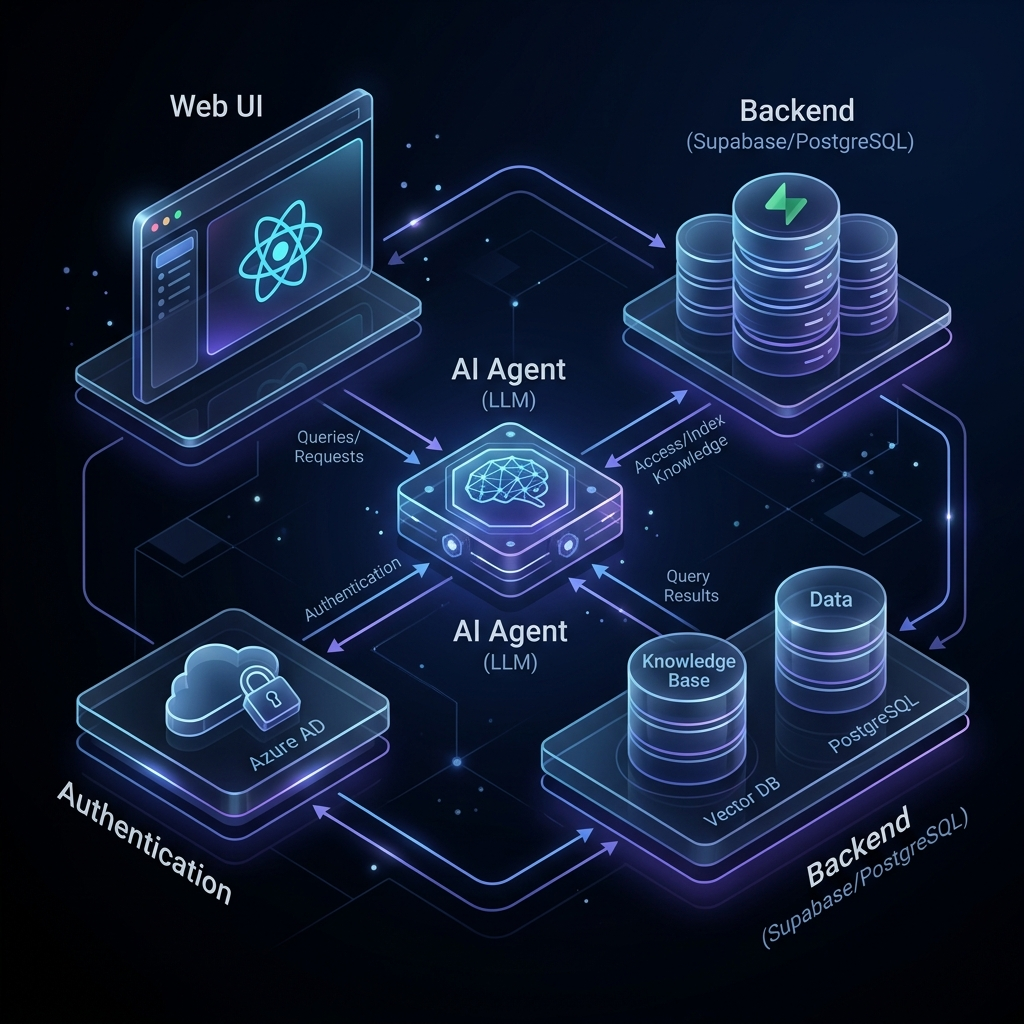 Web UI
Backend
(Supabase/PostgreSQL)
AI Agent
(LLM)
Queries/
Requests
Access/Index
Knowledge
Authentication
Query
Results
AI Agent
(LLM)
Data
Knowledge
Base
PostgreSQL
Vector DB
Azure AD
Authentication
Backend
(Supabase/PostgreSQL)